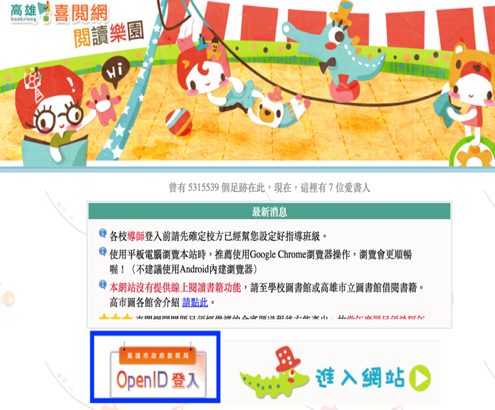 高雄
喜閱網
閱讀樂園
Hi
曾有 5315539 個足跡在此，現在，這裡有 7 位愛書人
最新消息
各校導師登入前請先確定校方已經幫您設定好指導班級。
使用平板電腦瀏覽本站時，推薦使用Google Chrome瀏覽器操作，瀏覽會更順暢
喔！（不建議使用Android內建瀏覽器）
本網站沒有提供線上閱讀書籍功能，請至學校圖書館或高雄市立圖書館借閱書籍。
高市圖各館舍介紹 請點此。
高雄市政府教育局
OpenID 登入
進入網站